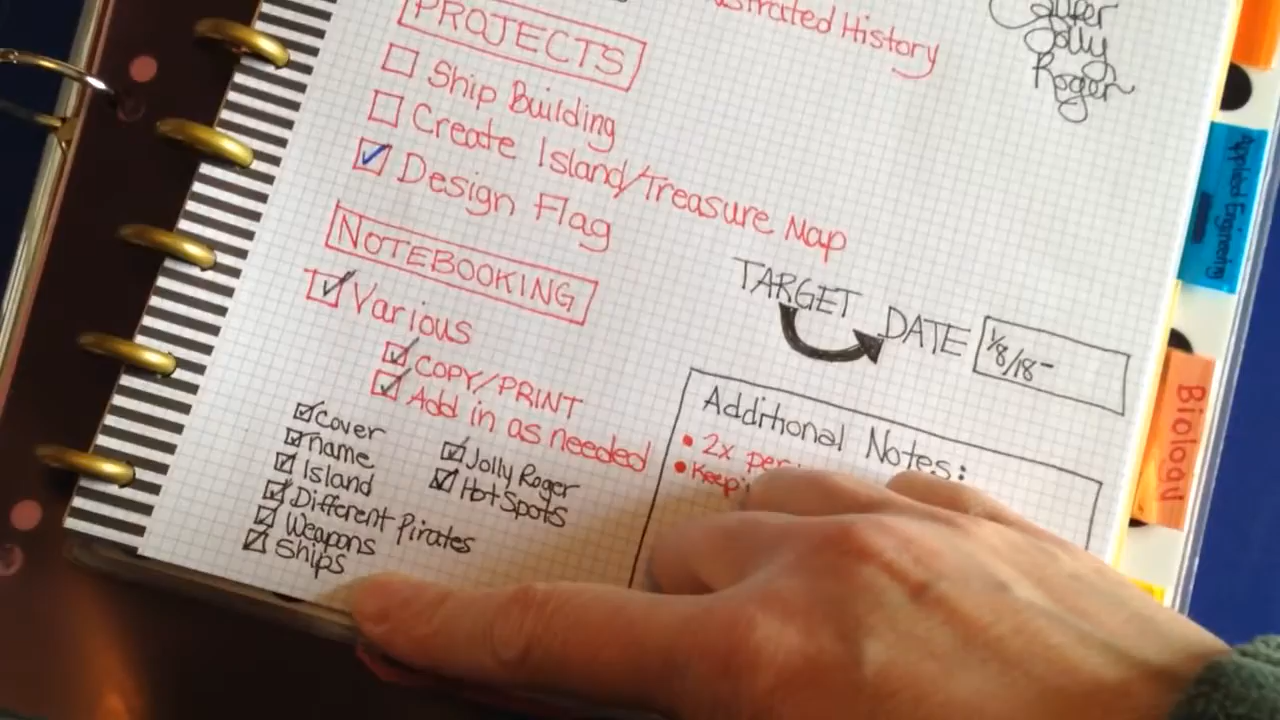 PROJECTS
Ship Building
Create Island/Treasure Map
Design Flag
History
Jolly
Roger
NOTEBOOKING
Various
COPY/PRINT
Add in as needed
Cover
name
Island
Different Pirates
Weapons
Ships
Jolly Roger
Hot Spots
TARGET DATE 1/8/18-
Additional Notes:
2x per
Applied Engineering
Biology